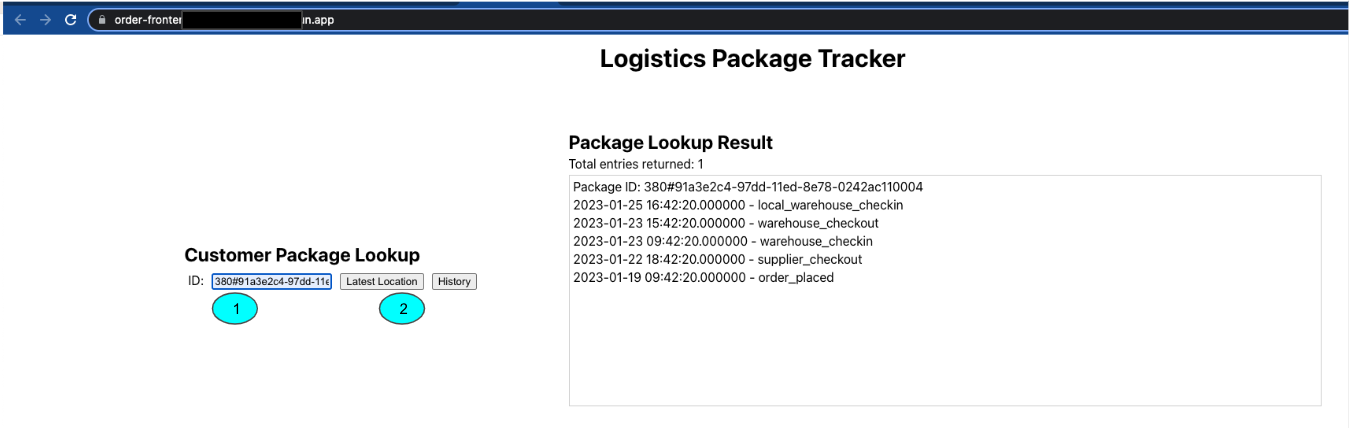 order-fronter
n.app
Logistics Package Tracker
Package Lookup Result
Total entries returned: 1
Package ID: 380#91a3e2c4-97dd-11ed-8e78-0242ac110004
2023-01-25 16:42:20.000000 - local_warehouse_checkin
2023-01-23 15:42:20.000000 - warehouse_checkout
2023-01-23 09:42:20.000000 - warehouse_checkin
2023-01-22 18:42:20.000000 - supplier_checkout
2023-01-19 09:42:20.000000 - order_placed
Customer Package Lookup
ID: 380#91a3e2c4-97dd-11e Latest Location History
1 2